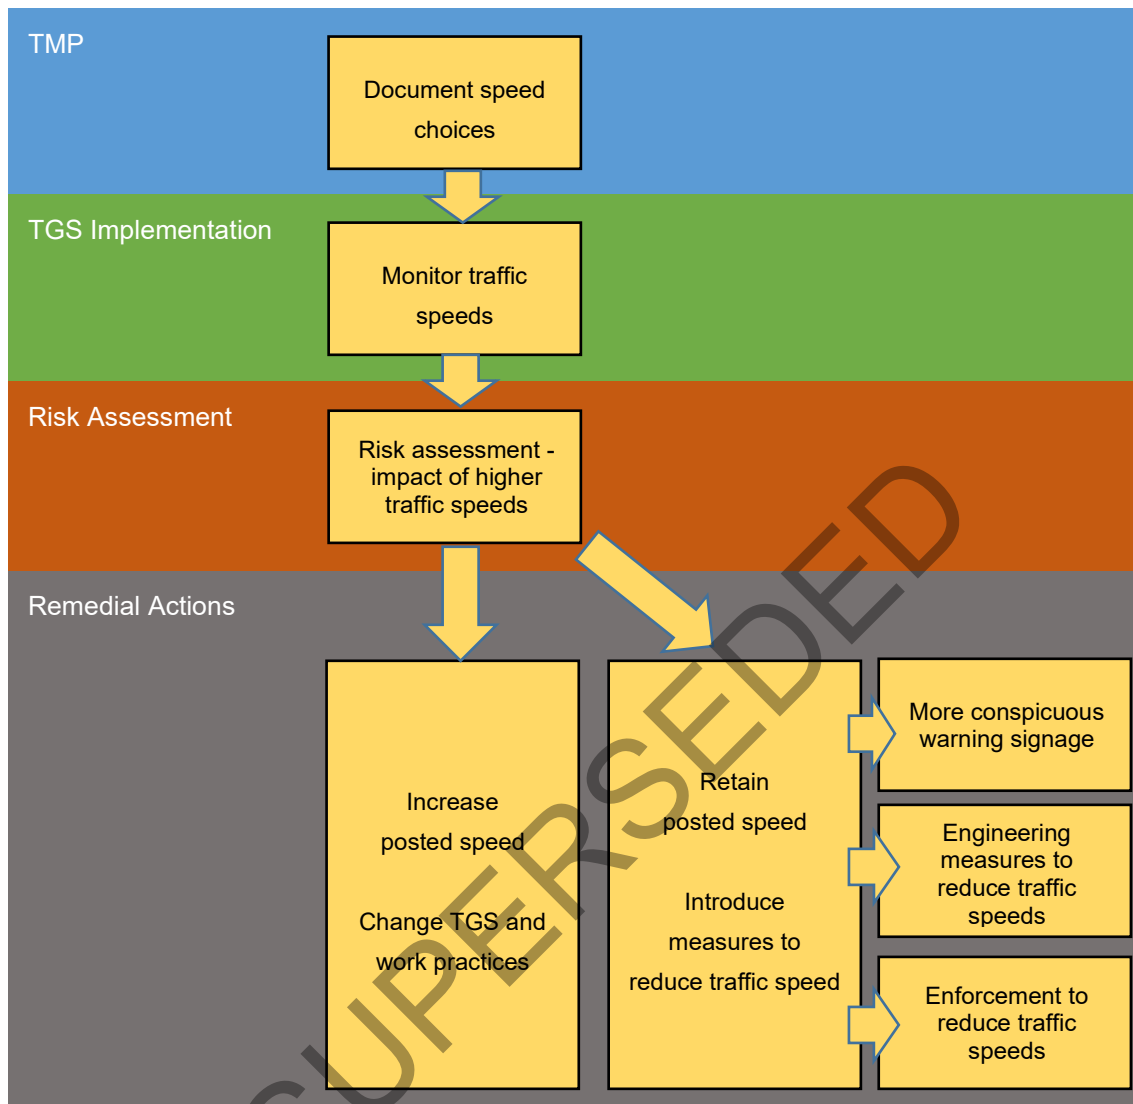 TMP
Document speed
choices
TGS Implementation
Monitor traffic
speeds
Risk Assessment
Risk assessment -
impact of higher
traffic speeds
Remedial Actions
Increase
posted speed
Change TGS and
work practices
Retain
posted speed
Introduce
measures to
reduce traffic speed
More conspicuous
warning signage
Engineering
measures to
reduce traffic
speeds
Enforcement to
reduce traffic
speeds
SUPERSEDED